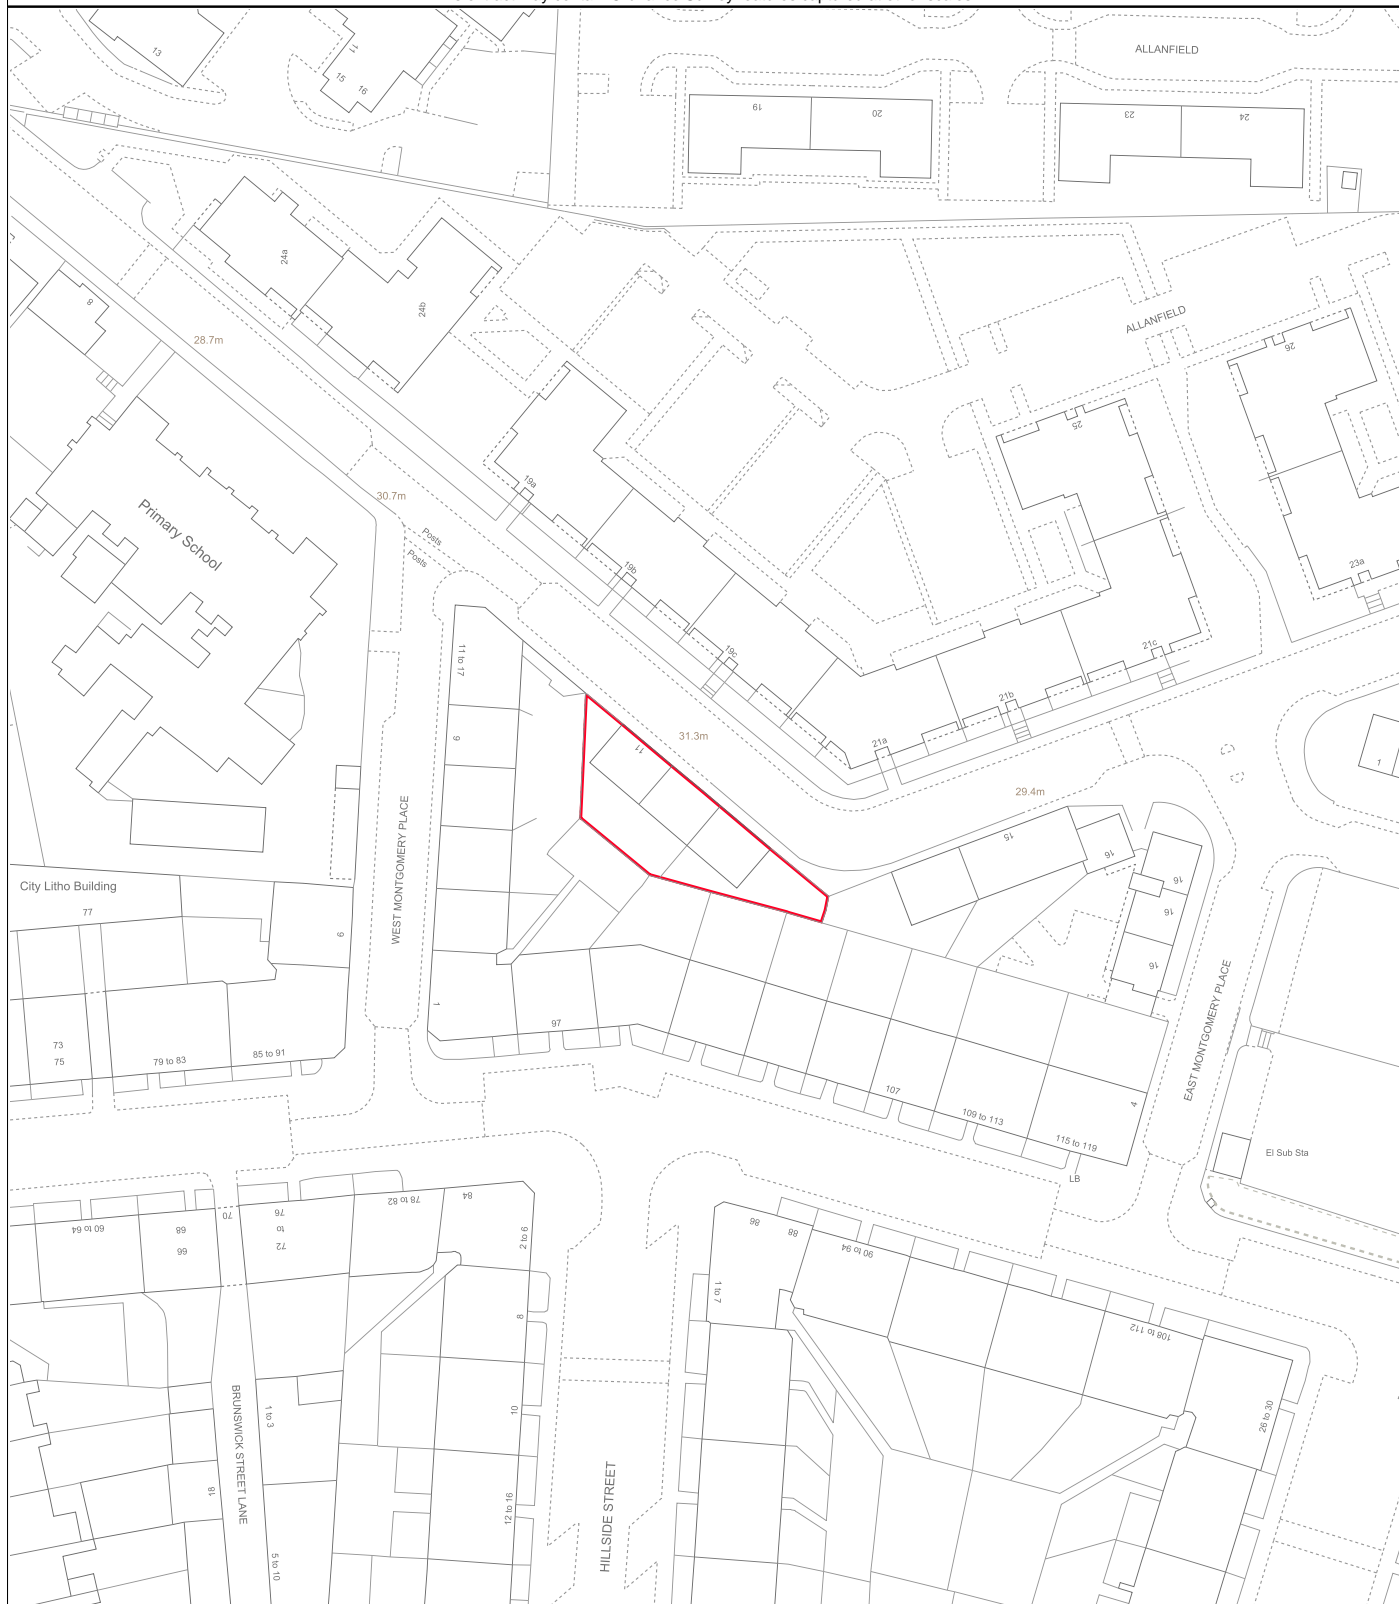 13
11
15
16
ALLANFIELD
19
20
23
24
24a
24b
8
28.7m
ALLANFIELD
26
25
30.7m
19a
Posts
Posts
Primary School
19b
23a
19c
21c
11 to 17
21b
9
11
31.3m
21a
1
29.4m
WEST MONTGOMERY PLACE
15
16
16
16
16
City Litho Building
77
9
EAST MONTGOMERY PLACE
1
97
73
75
79 to 83
85 to 91
107
109 to 113
4
115 to 119
LB
El Sub Sta
60 to 64
68
66
70
76
to
72
78 to 82
84
2 to 6
86
88
90 to 94
1 to 7
8
108 to 112
BRUNSWICK STREET LANE
1 to 3
10
26 to 30
18
12 to 16
HILLSIDE STREET
5 to 10